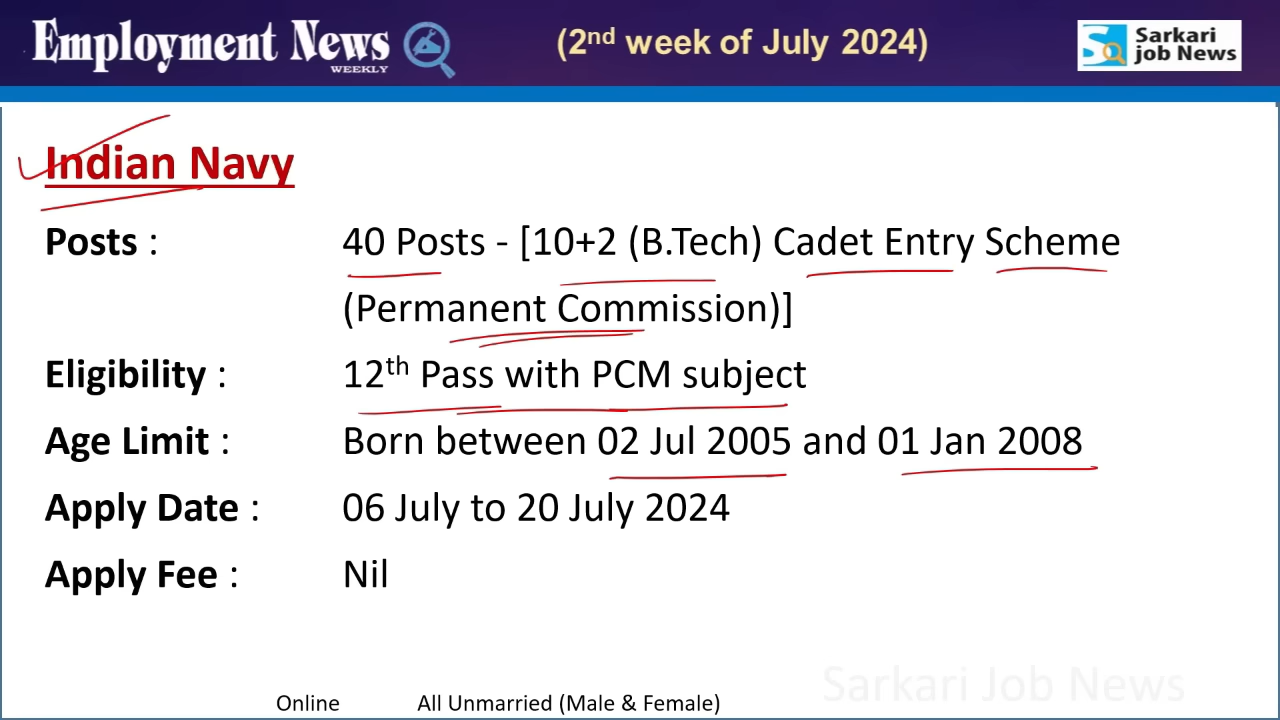 Employment News
WEEKLY
(2nd week of July 2024)
Sarkari
Job News
Indian Navy
Posts : 40 Posts - [10+2 (B.Tech) Cadet Entry Scheme
(Permanent Commission)]
Eligibility : 12th Pass with PCM subject
Age Limit : Born between 02 Jul 2005 and 01 Jan 2008
Apply Date : 06 July to 20 July 2024
Apply Fee : Nil
Sarkari Job News
Online All Unmarried (Male & Female)